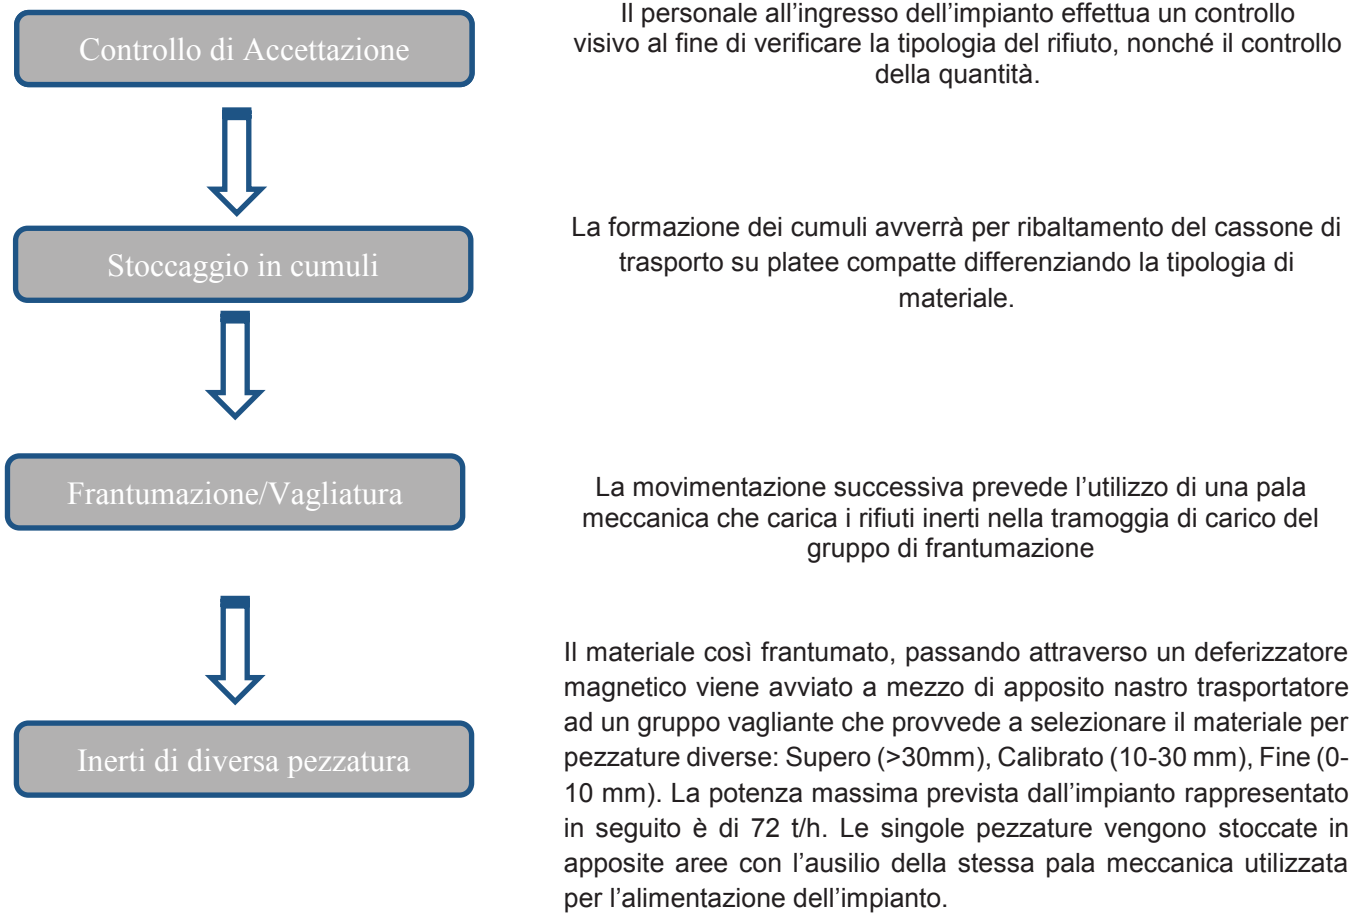 Controllo di Accettazione
Il personale all’ingresso dell’impianto effettua un controllo
visivo al fine di verificare la tipologia del rifiuto, nonché il controllo
della quantità.
Stoccaggio in cumuli
La formazione dei cumuli avverrà per ribaltamento del cassone di
trasporto su platee compatte differenziando la tipologia di
materiale.
Frantumazione/Vagliatura
La movimentazione successiva prevede l’utilizzo di una pala
meccanica che carica i rifiuti inerti nella tramoggia di carico del
gruppo di frantumazione
Inerti di diversa pezzatura
Il materiale così frantumato, passando attraverso un deferizzatore
magnetico viene avviato a mezzo di apposito nastro trasportatore
ad un gruppo vagliante che provvede a selezionare il materiale per
pezzature diverse: Supero (>30mm), Calibrato (10-30 mm), Fine (0-
10 mm). La potenza massima prevista dall’impianto rappresentato
in seguito è di 72 t/h. Le singole pezzature vengono stoccate in
apposite aree con l’ausilio della stessa pala meccanica utilizzata
per l’alimentazione dell’impianto.